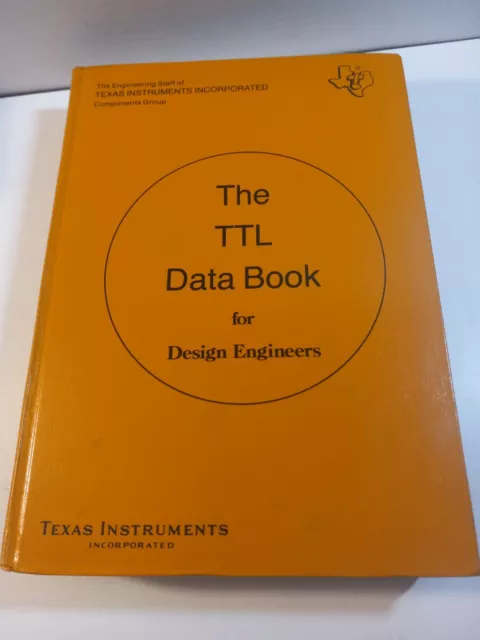 The Engineering Staff of
TEXAS INSTRUMENTS INCORPORATED
Components Group
The
TTL
Data Book
for
Design Engineers
TEXAS INSTRUMENTS
INCORPORATED